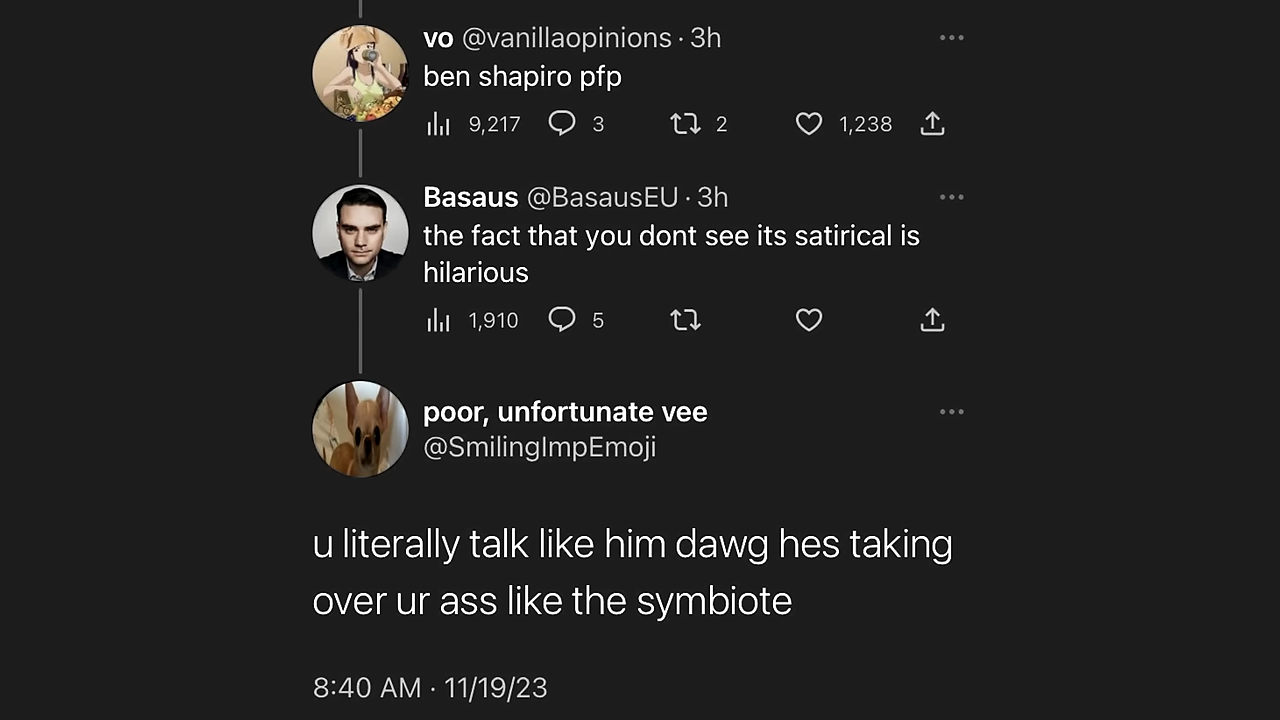 vo @vanillaopinions · 3h
ben shapiro pfp
9,217 3 2 1,238
Basaus @BasausEU · 3h
the fact that you dont see its satirical is
hilarious
1,910 5
poor, unfortunate vee
@SmilingImpEmoji
u literally talk like him dawg hes taking
over ur ass like the symbiote
8:40 AM · 11/19/23